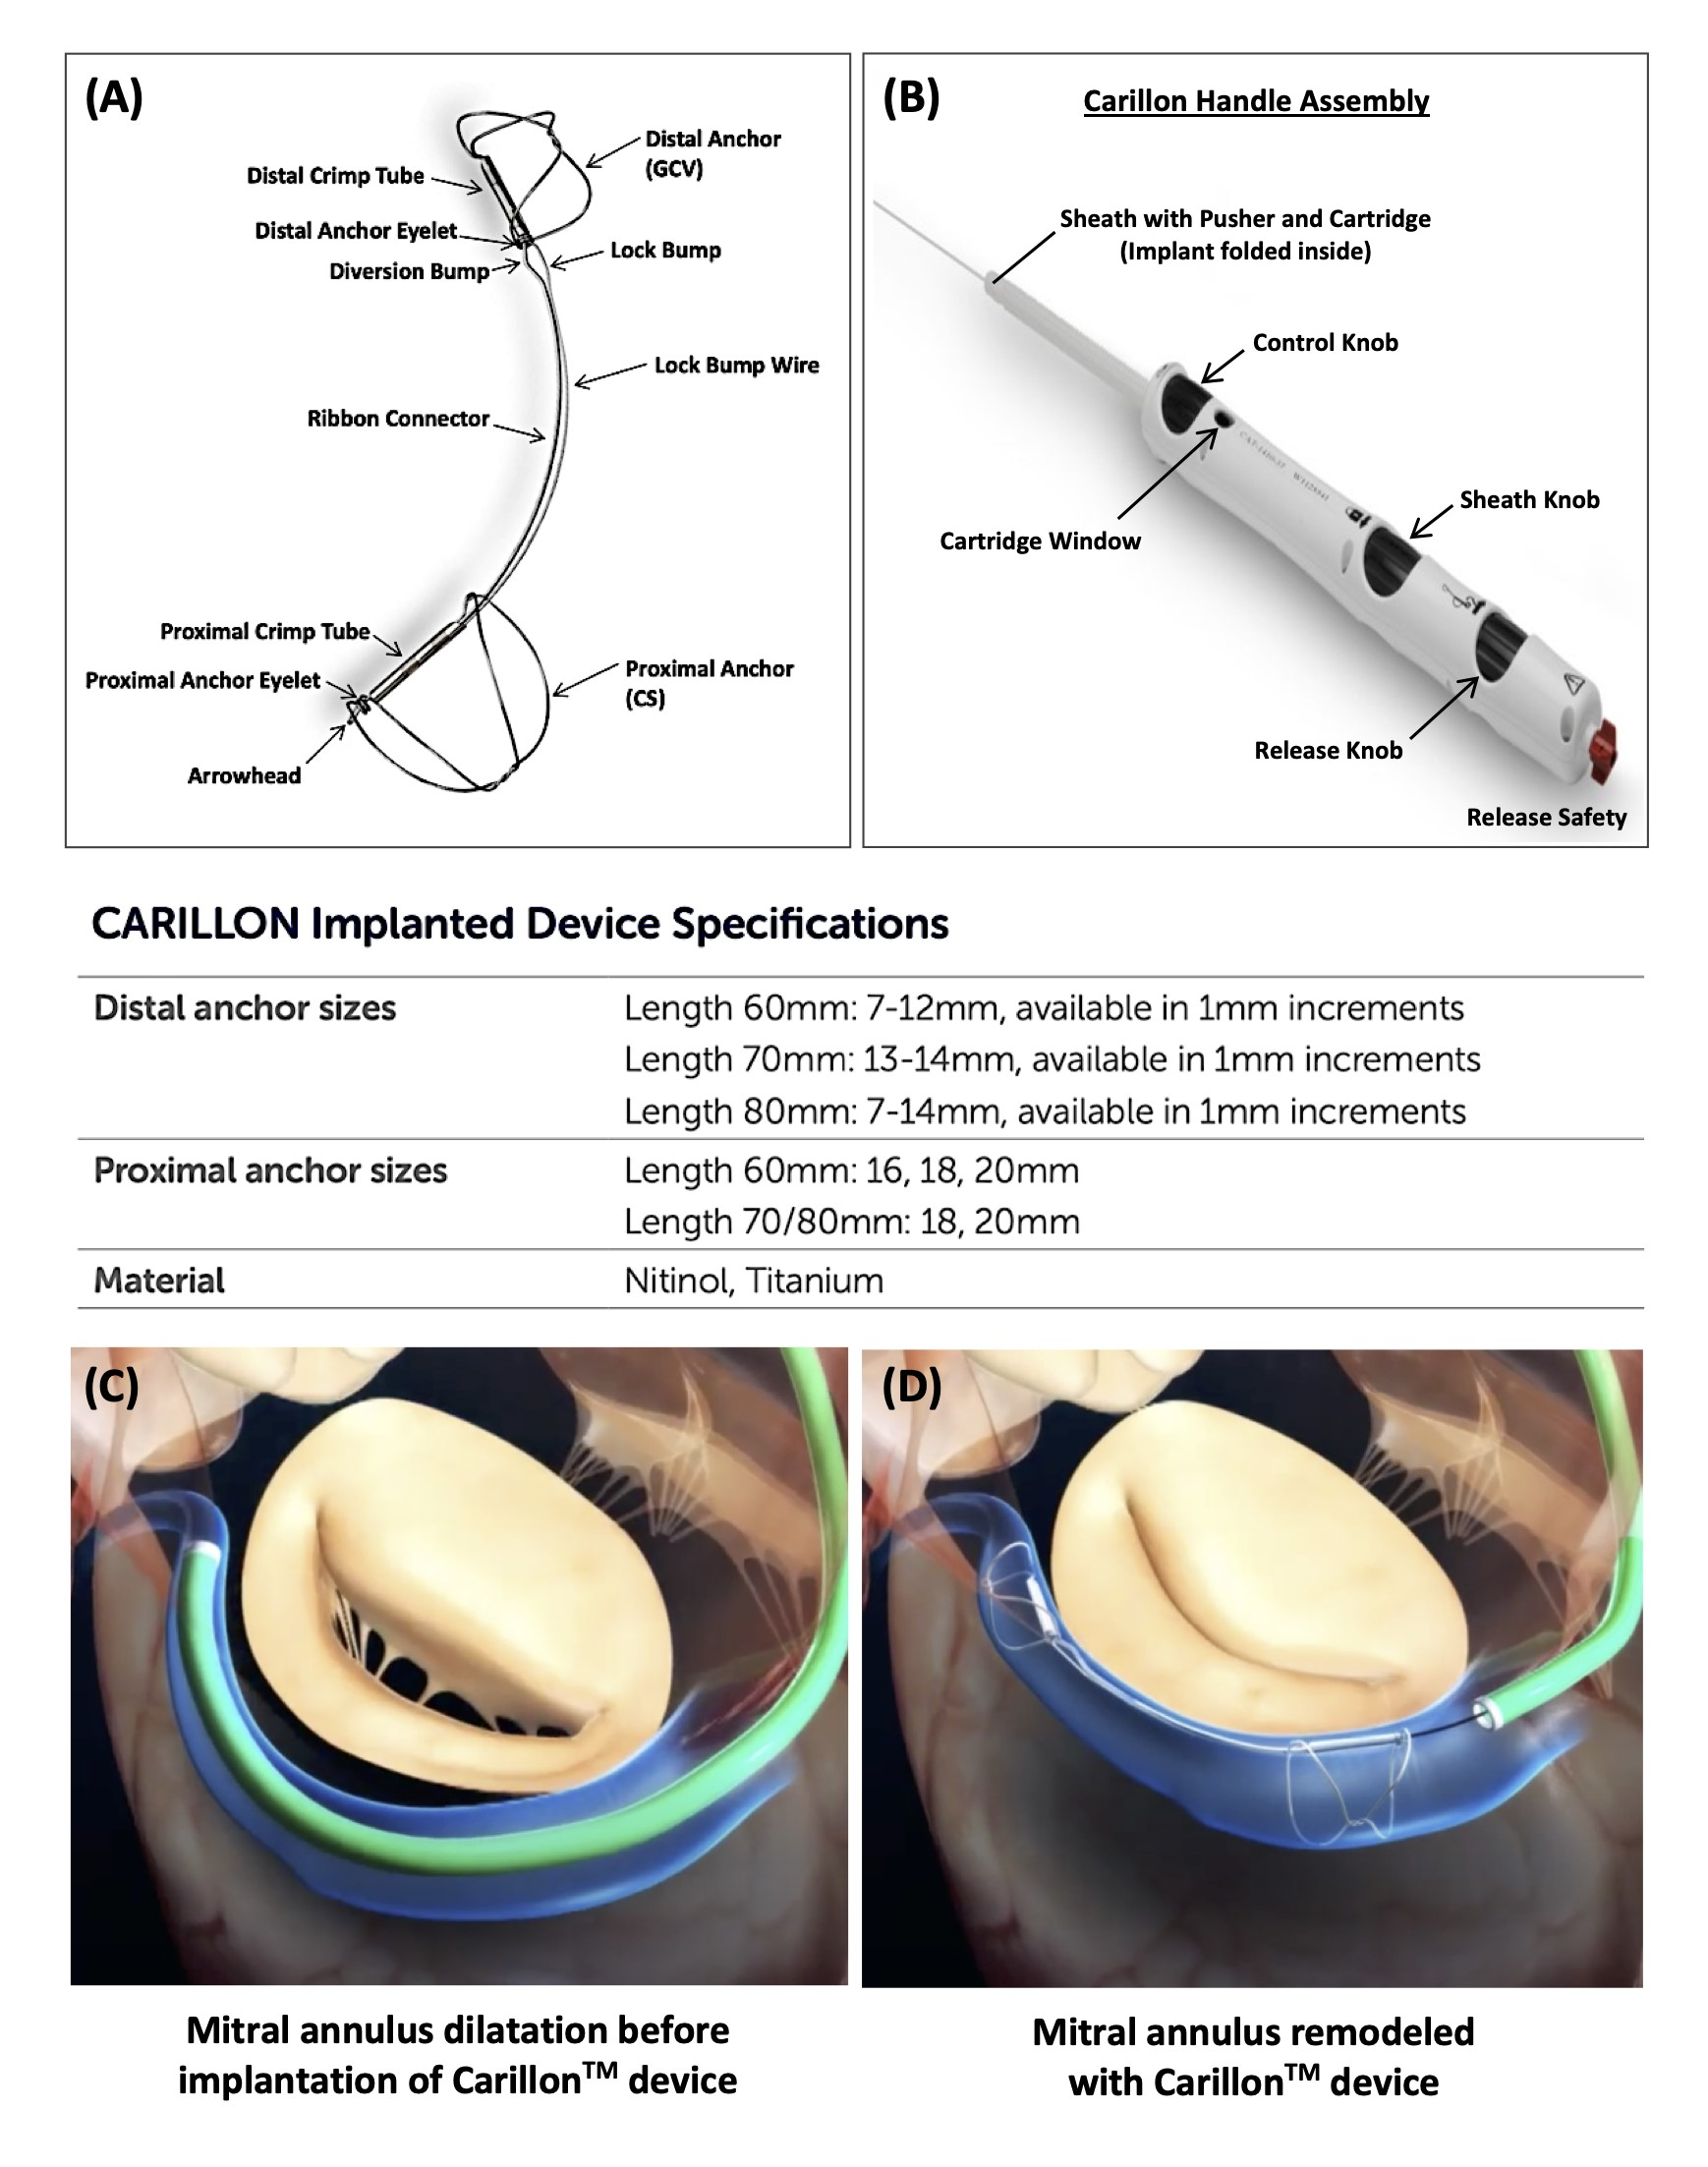 (A)
Distal Anchor
(GCV)
Distal Crimp Tube
Distal Anchor Eyelet
Lock Bump
Diversion Bump
Lock Bump Wire
Ribbon Connector
Proximal Crimp Tube
Proximal Anchor Eyelet
Proximal Anchor
(CS)
Arrowhead
(B)
Carillon Handle Assembly
Sheath with Pusher and Cartridge
(Implant folded inside)
Control Knob
Sheath Knob
Cartridge Window
Release Knob
Release Safety
CARILLON Implanted Device Specifications
Distal anchor sizes
Length 60mm: 7-12mm, available in 1mm increments
Length 70mm: 13-14mm, available in 1mm increments
Length 80mm: 7-14mm, available in 1mm increments
Proximal anchor sizes
Length 60mm: 16, 18, 20mm
Length 70/80mm: 18, 20mm
Material
Nitinol, Titanium
(C)
Mitral annulus dilatation before
implantation of Carillon™ device
(D)
Mitral annulus remodeled
with Carillon™ device